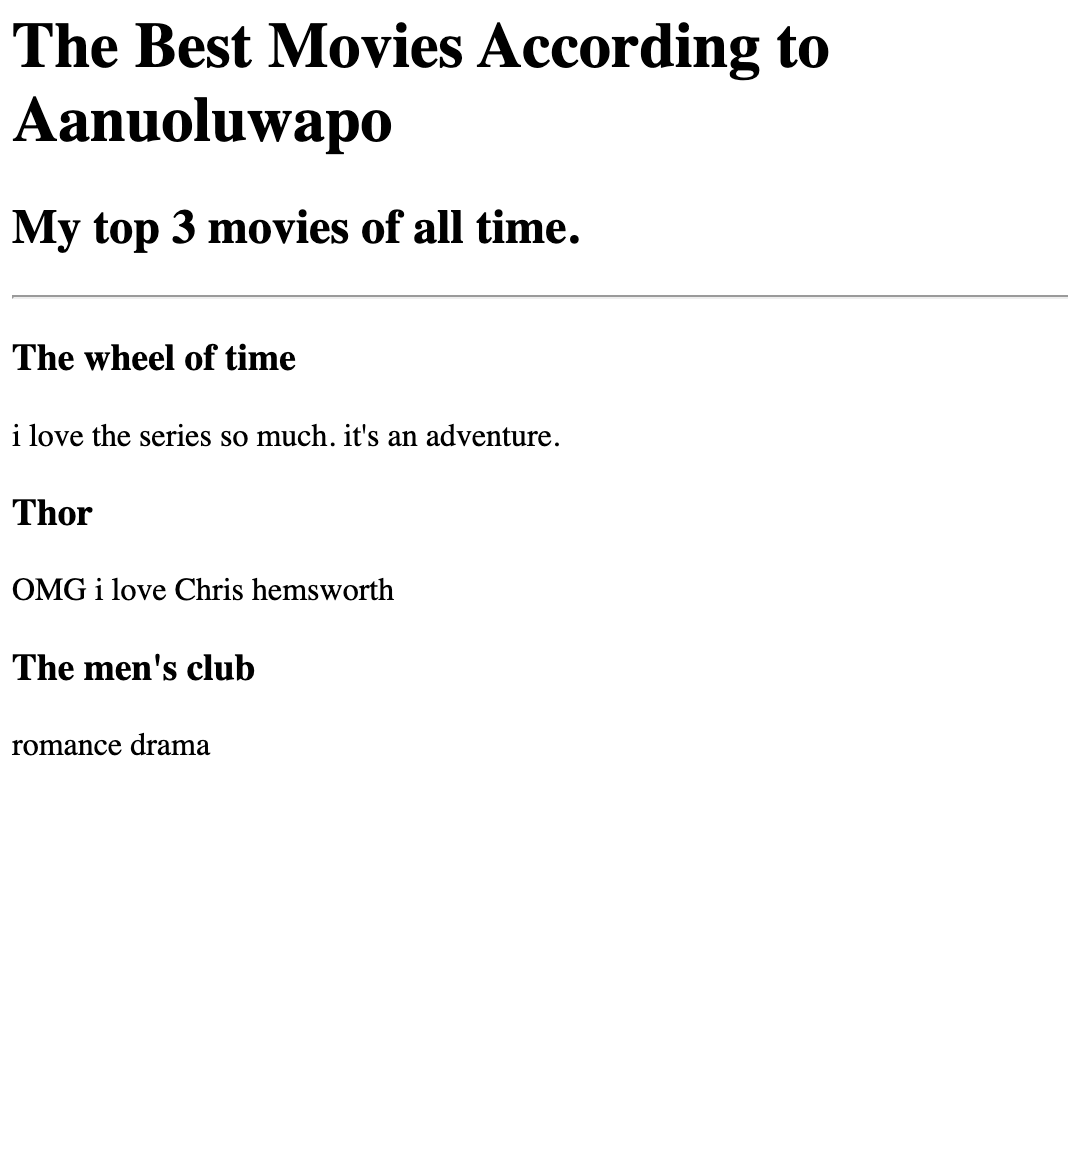 The Best Movies According to
Aanuoluwapo
My top 3 movies of all time.
The wheel of time
i love the series so much. it's an adventure.
Thor
OMG i love Chris hemsworth
The men's club
romance drama